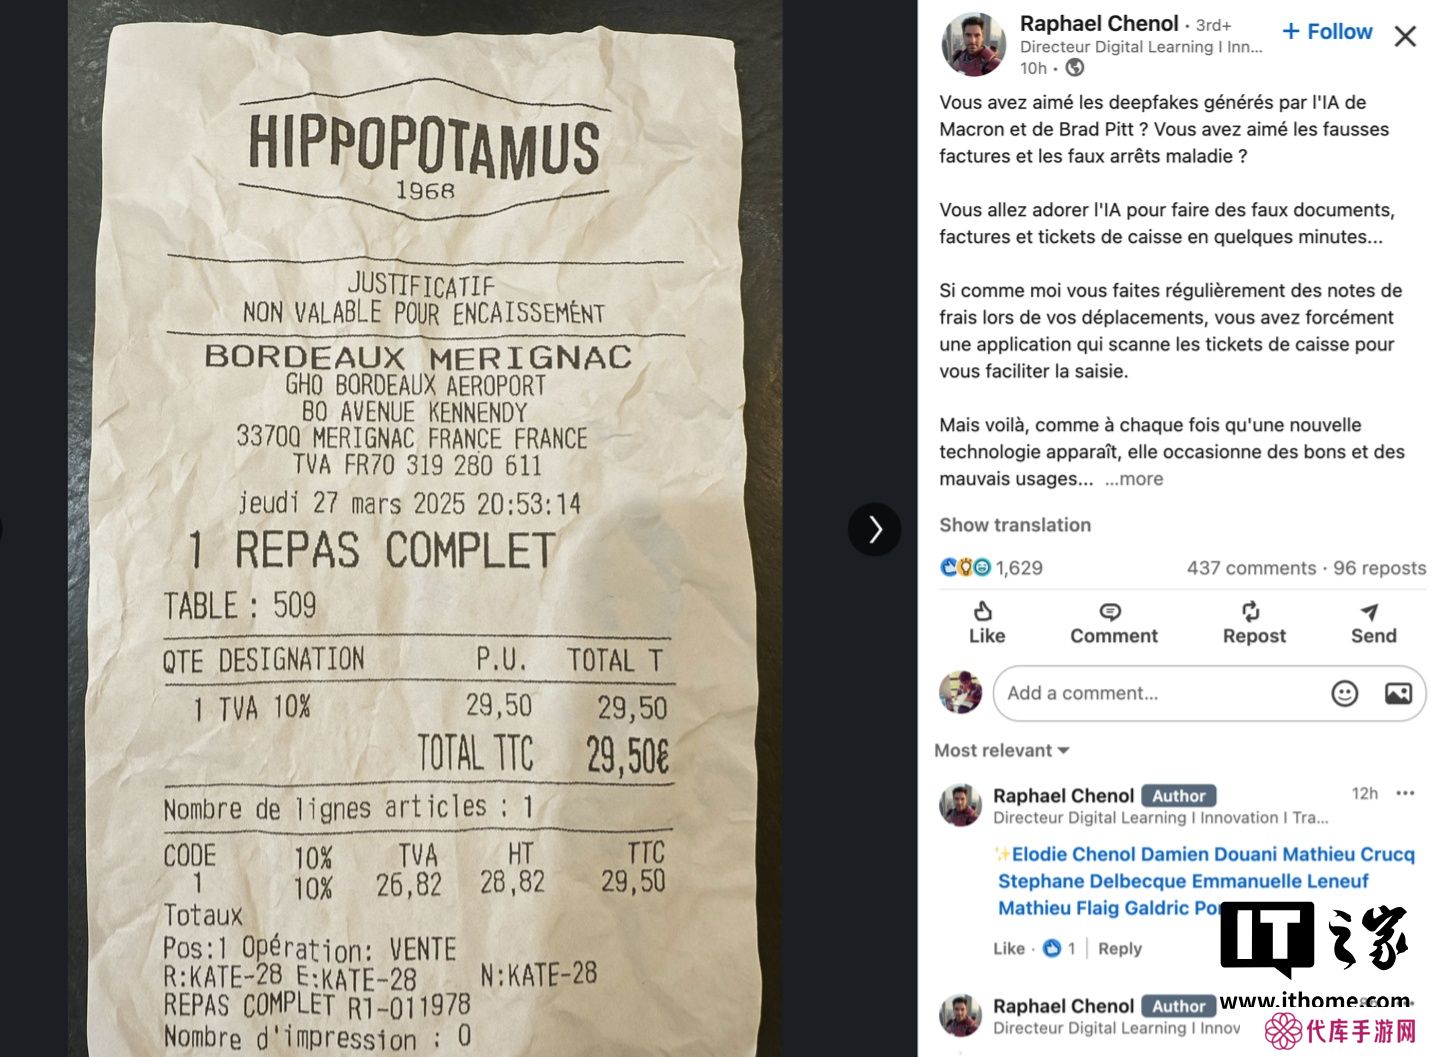 HIPPOPOTAMUS
1968
JUSTIFICATIF
NON VALABLE POUR ENCAISSEMÉNT
BORDEAUX MERIGNAC
GHO BORDEAUX AEROPORT
BO AVENUE KENNENDY
33700 MERIGNAC FRANCE FRANCE
TVA FR70 319 280 611
jeudi 27 mars 2025 20:53:14
1 REPAS COMPLET
TABLE : 509
QTE DESIGNATION P.U. TOTAL T
1 TVA 10% 29,50 29,50
TOTAL TTC 29,50€
Nombre de lignes articles : 1
CODE 10% TVA HT TTC
1 10% 26,82 28,82 29,50
Totaux
Pos:1 Opération: VENTE
R:KATE-28 E:KATE-28 N:KATE-28
REPAS COMPLET R1-011978
Nombre d'impression : 0
Raphael Chenol · 3rd+
+ Follow
Directeur Digital Learning I Inn...
10h ·
Vous avez aimé les deepfakes générés par l'IA de
Macron et de Brad Pitt ? Vous avez aimé les fausses
factures et les faux arrêts maladie ?
Vous allez adorer l'IA pour faire des faux documents,
factures et tickets de caisse en quelques minutes...
Si comme moi vous faites régulièrement des notes de
frais lors de vos déplacements, vous avez forcément
une application qui scanne les tickets de caisse pour
vous faciliter la saisie.
Mais voilà, comme à chaque fois qu'une nouvelle
technologie apparaît, elle occasionne des bons et des
mauvais usages... ...more
Show translation
1,629 437 comments · 96 reposts
Like Comment Repost Send
Add a comment...
Most relevant
Raphael Chenol Author 12h
Directeur Digital Learning I Innovation I Tra...
✨Elodie Chenol Damien Douani Mathieu Crucq
Stephane Delbecque Emmanuelle Leneuf
Mathieu Flaig Galdric
Like · 1 | Reply
IT之家
www.ithome.com
Raphael Chenol Author
Directeur Digital Learning I Innov
代库手游网